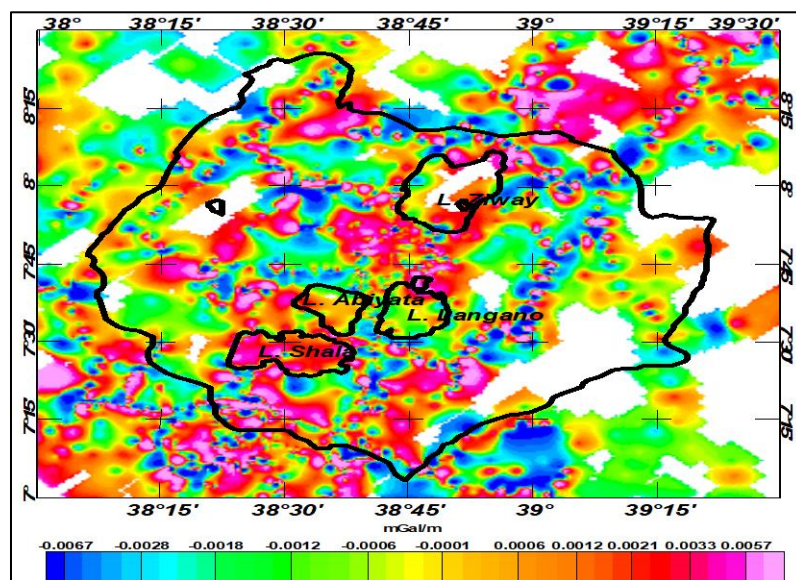 38° 38°15' 38°30' 38°45' 39° 39°15' 39°30'
8°15' 8°15'
8° 8°
L. Ziway
7°45' 7°45'
L. Abiyata
L. Langano
7°30' 7°30'
L. Shala
7°15' 7°15'
7°
38°15' 38°30' 38°45' 39° 39°15'
mGal/m
-0.0067 -0.0028 -0.0018 -0.0012 -0.0006 -0.0001 0.0006 0.0012 0.0021 0.0033 0.0057